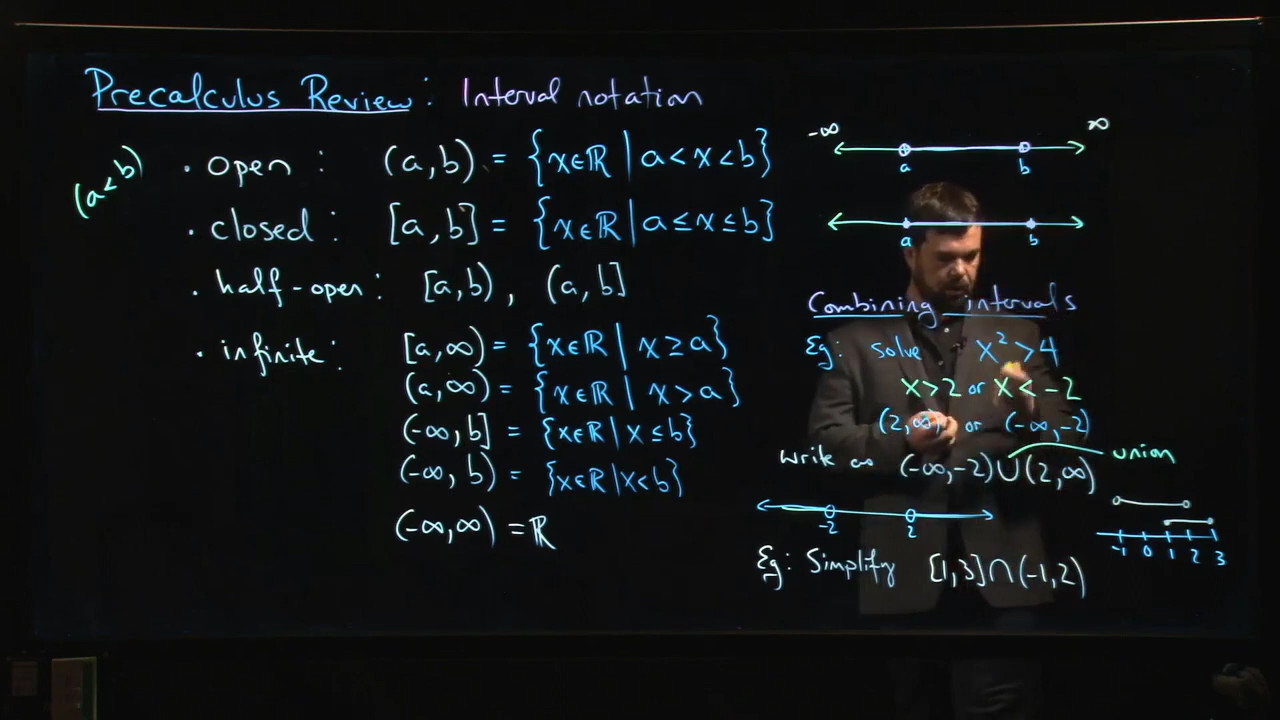 Precalculus Review: Interval notation
(a<b)
• open: (a,b) = {x∈ℝ | a<x<b}
• closed: [a,b] = {x∈ℝ | a≤x≤b}
• half-open: [a,b), (a,b]
• infinite: [a,∞) = {x∈ℝ | x≥a}
(a,∞) = {x∈ℝ | x>a}
(-∞,b] = {x∈ℝ | x≤b}
(-∞,b) = {x∈ℝ | x<b}
(-∞,∞) = ℝ
-∞ ∞
a b
a b
Combining intervals
Eg: solve x²>4
x>2 or x<-2
(2,∞) or (-∞,-2)
write as (-∞,-2)∪(2,∞) union
-2 2
-1 0 1 2 3
Eg: Simplify [1,3]∩(-1,2)